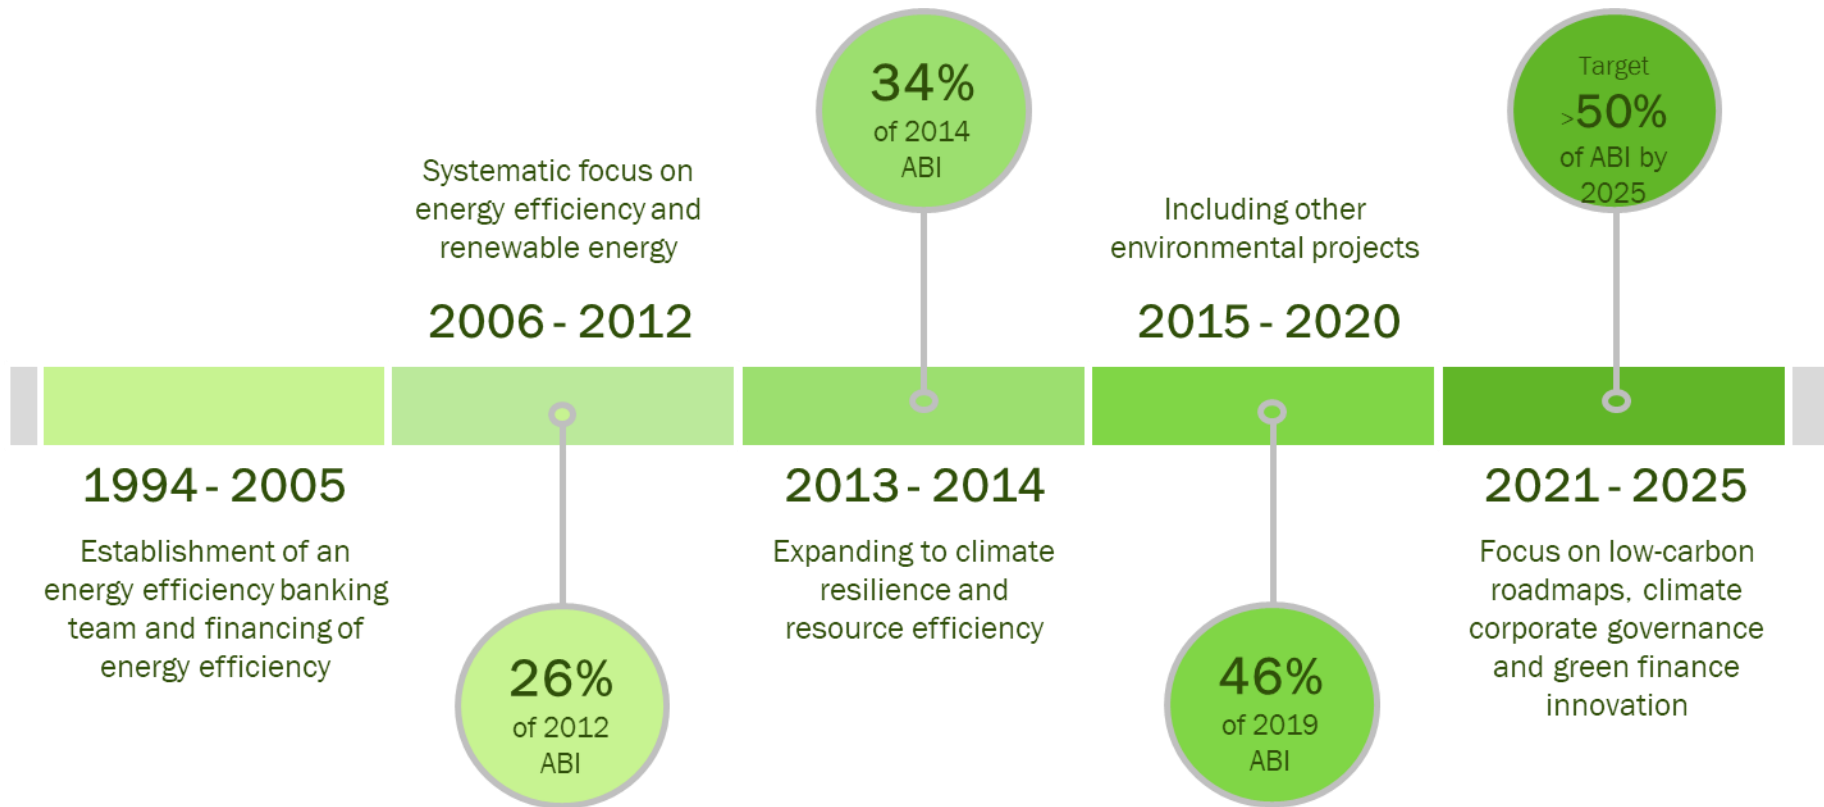 1994 - 2005
Establishment of an
energy efficiency banking
team and financing of
energy efficiency
Systematic focus on
energy efficiency and
renewable energy
2006 - 2012
26%
of 2012
ABI
34%
of 2014
ABI
2013 - 2014
Expanding to climate
resilience and
resource efficiency
Including other
environmental projects
2015 - 2020
46%
of 2019
ABI
Target
>50%
of ABI by
2025
2021 - 2025
Focus on low-carbon
roadmaps, climate
corporate governance
and green finance
innovation